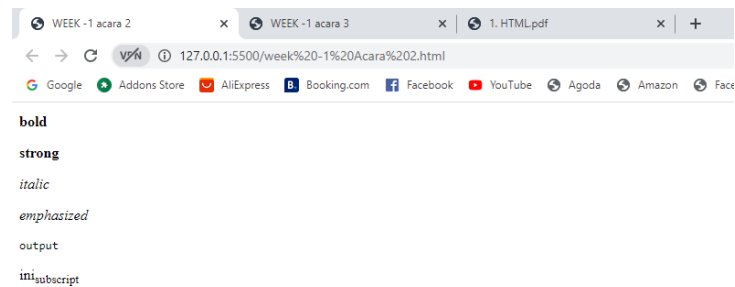 WEEK -1 acara 2 WEEK -1 acara 3 1. HTML.pdf
VPN 127.0.0.1:5500/week%20-1%20Acara%202.html
Google Addons Store AliExpress B. Booking.com Facebook YouTube Agoda Amazon Face
bold
strong
italic
emphasized
output
inisubscript